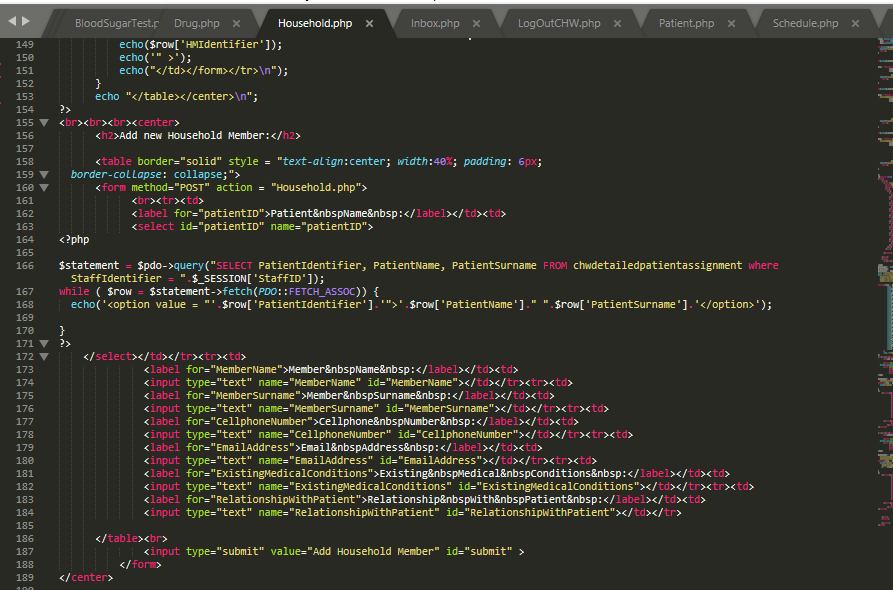 BloodSugarTest.p Drug.php × Household.php × Inbox.php × LogOutCHW.php × Patient.php × Schedule.php ×
149 echo($row['HMIdentifier']);
150 echo('" >');
151 echo("</td></form></tr>\n");
152 }
153 echo "</table></center>\n";
154 ?>
155 <br><br><br><center>
156 <h2>Add new Household Member:</h2>
157
158 <table border="solid" style = "text-align:center; width:40%; padding: 6px;
159 border-collapse: collapse;">
160 <form method="POST" action = "Household.php">
161 <br><tr><td>
162 <label for="patientID">Patient&nbspName&nbsp:</label></td><td>
163 <select id="patientID" name="patientID">
164 <?php
165
166 $statement = $pdo->query("SELECT PatientIdentifier, PatientName, PatientSurname FROM chwdetailedpatientassignment where
StaffIdentifier = ".$_SESSION['StaffID']);
167 while ( $row = $statement->fetch(PDO::FETCH_ASSOC)) {
168 echo('<option value = "'.$row['PatientIdentifier'].'">'.$row['PatientName']." ".$row['PatientSurname'].'</option>');
169
170 }
171 ?>
172 </select></td></tr><tr><td>
173 <label for="MemberName">Member&nbspName&nbsp:</label></td><td>
174 <input type="text" name="MemberName" id="MemberName"></td></tr><tr><td>
175 <label for="MemberSurname">Member&nbspSurname&nbsp:</label></td><td>
176 <input type="text" name="MemberSurname" id="MemberSurname"></td></tr><tr><td>
177 <label for="CellphoneNumber">Cellphone&nbspNumber&nbsp:</label></td><td>
178 <input type="text" name="CellphoneNumber" id="CellphoneNumber"></td></tr><tr><td>
179 <label for="EmailAddress">Email&nbspAddress&nbsp:</label></td><td>
180 <input type="text" name="EmailAddress" id="EmailAddress"></td></tr><tr><td>
181 <label for="ExistingMedicalConditions">Existing&nbspMedical&nbspConditions&nbsp:</label></td><td>
182 <input type="text" name="ExistingMedicalConditions" id="ExistingMedicalConditions"></td></tr><tr><td>
183 <label for="RelationshipWithPatient">Relationship&nbspWith&nbspPatient&nbsp:</label></td><td>
184 <input type="text" name="RelationshipWithPatient" id="RelationshipWithPatient"></td></tr>
185
186 </table><br>
187 <input type="submit" value="Add Household Member" id="submit" >
188 </form>
189 </center>